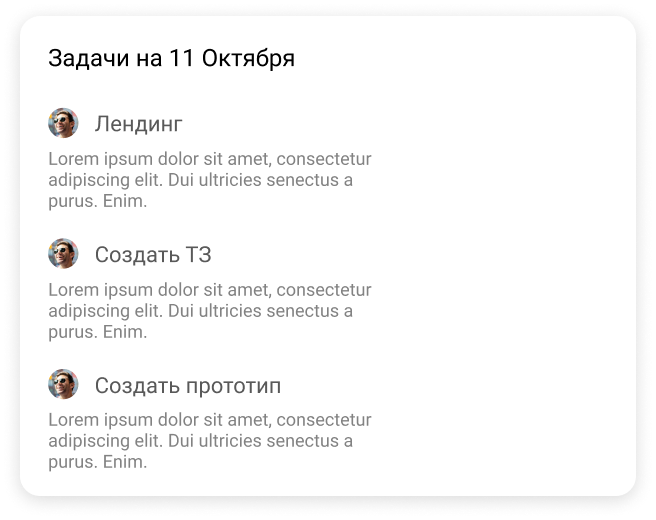 Задачи на 11 Октября
Лендинг
Lorem ipsum dolor sit amet, consectetur
adipiscing elit. Dui ultricies senectus a
purus. Enim.
Создать ТЗ
Lorem ipsum dolor sit amet, consectetur
adipiscing elit. Dui ultricies senectus a
purus. Enim.
Создать прототип
Lorem ipsum dolor sit amet, consectetur
adipiscing elit. Dui ultricies senectus a
purus. Enim.